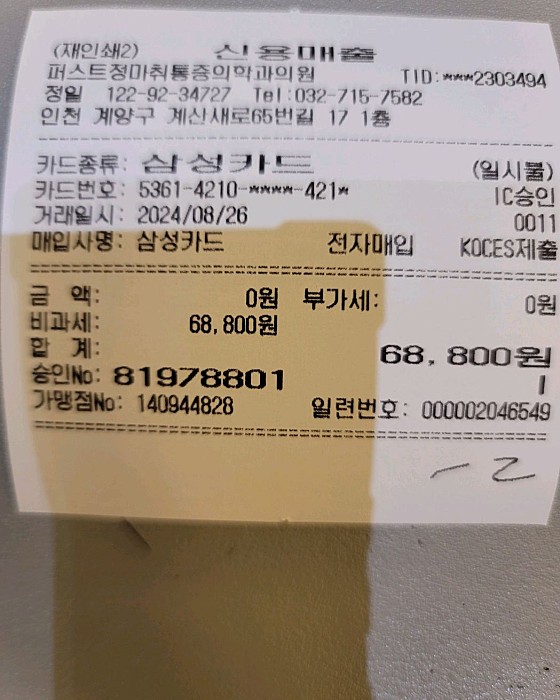 (재인쇄2) 신용매출
퍼스트정마취통증의학과의원 TID:***2303494
정일 122-92-34727 Tel:032-715-7582
인천 계양구 계산새로65번길 17 1층
카드종류: 삼성카드 (일시불)
카드번호: 5361-4210-****-421* IC승인
거래일시: 2024/08/26 0011
매입사명: 삼성카드 전자매입 KOCES제출
금 액: 0원 부가세: 0원
비과세: 68,800원
합 계: 68,800원
승인No: 81978801 I
가맹점No: 140944828 일련번호: 000002046549
-2